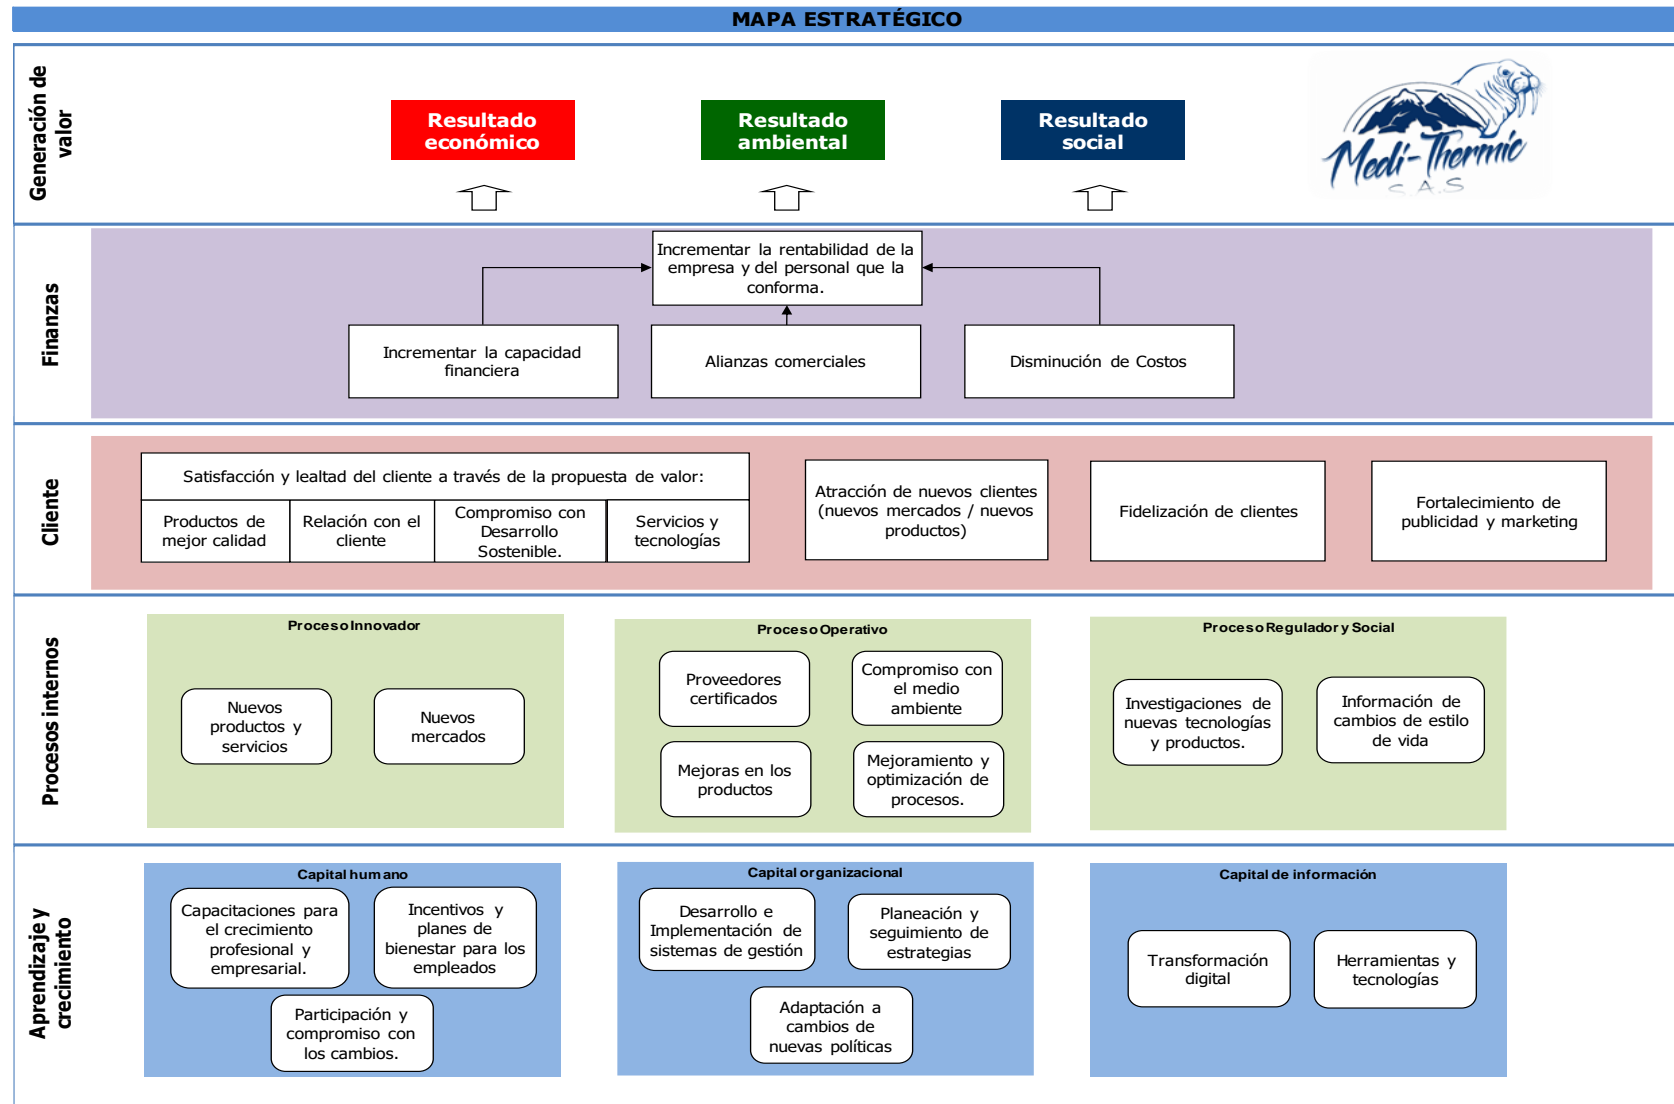 MAPA ESTRATÉGICO
Generación de
valor
Resultado
económico
Resultado
ambiental
Resultado
social
Medi-Thermic
S.A.S
Finanzas
Incrementar la rentabilidad de la
empresa y del personal que la
conforma.
Incrementar la capacidad
financiera
Alianzas comerciales
Disminución de Costos
Cliente
Satisfacción y lealtad del cliente a través de la propuesta de valor:
Productos de
mejor calidad
Relación con el
cliente
Compromiso con
Desarrollo
Sostenible.
Servicios y
tecnologías
Atracción de nuevos clientes
(nuevos mercados / nuevos
productos)
Fidelización de clientes
Fortalecimiento de
publicidad y marketing
Procesos internos
Proceso Innovador
Nuevos
productos y
servicios
Nuevos
mercados
Proceso Operativo
Proveedores
certificados
Compromiso con
el medio
ambiente
Mejoras en los
productos
Mejoramiento y
optimización de
procesos.
Proceso Regulador y Social
Investigaciones de
nuevas tecnologías
y productos.
Información de
cambios de estilo
de vida
Aprendizaje y
crecimiento
Capital humano
Capacitaciones para
el crecimiento
profesional y
empresarial.
Incentivos y
planes de
bienestar para los
empleados
Participación y
compromiso con
los cambios.
Capital organizacional
Desarrollo e
Implementación de
sistemas de gestión
Planeación y
seguimiento de
estrategias
Adaptación a
cambios de
nuevas políticas
Capital de información
Transformación
digital
Herramientas y
tecnologías